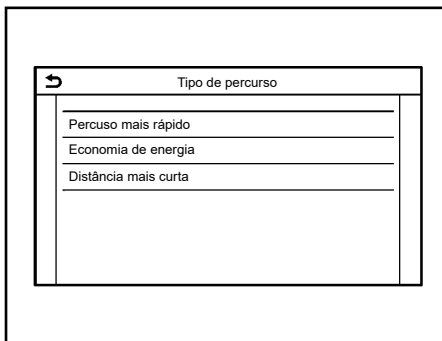 Tipo de percurso
Percuso mais rápido
Economia de energia
Distância mais curta